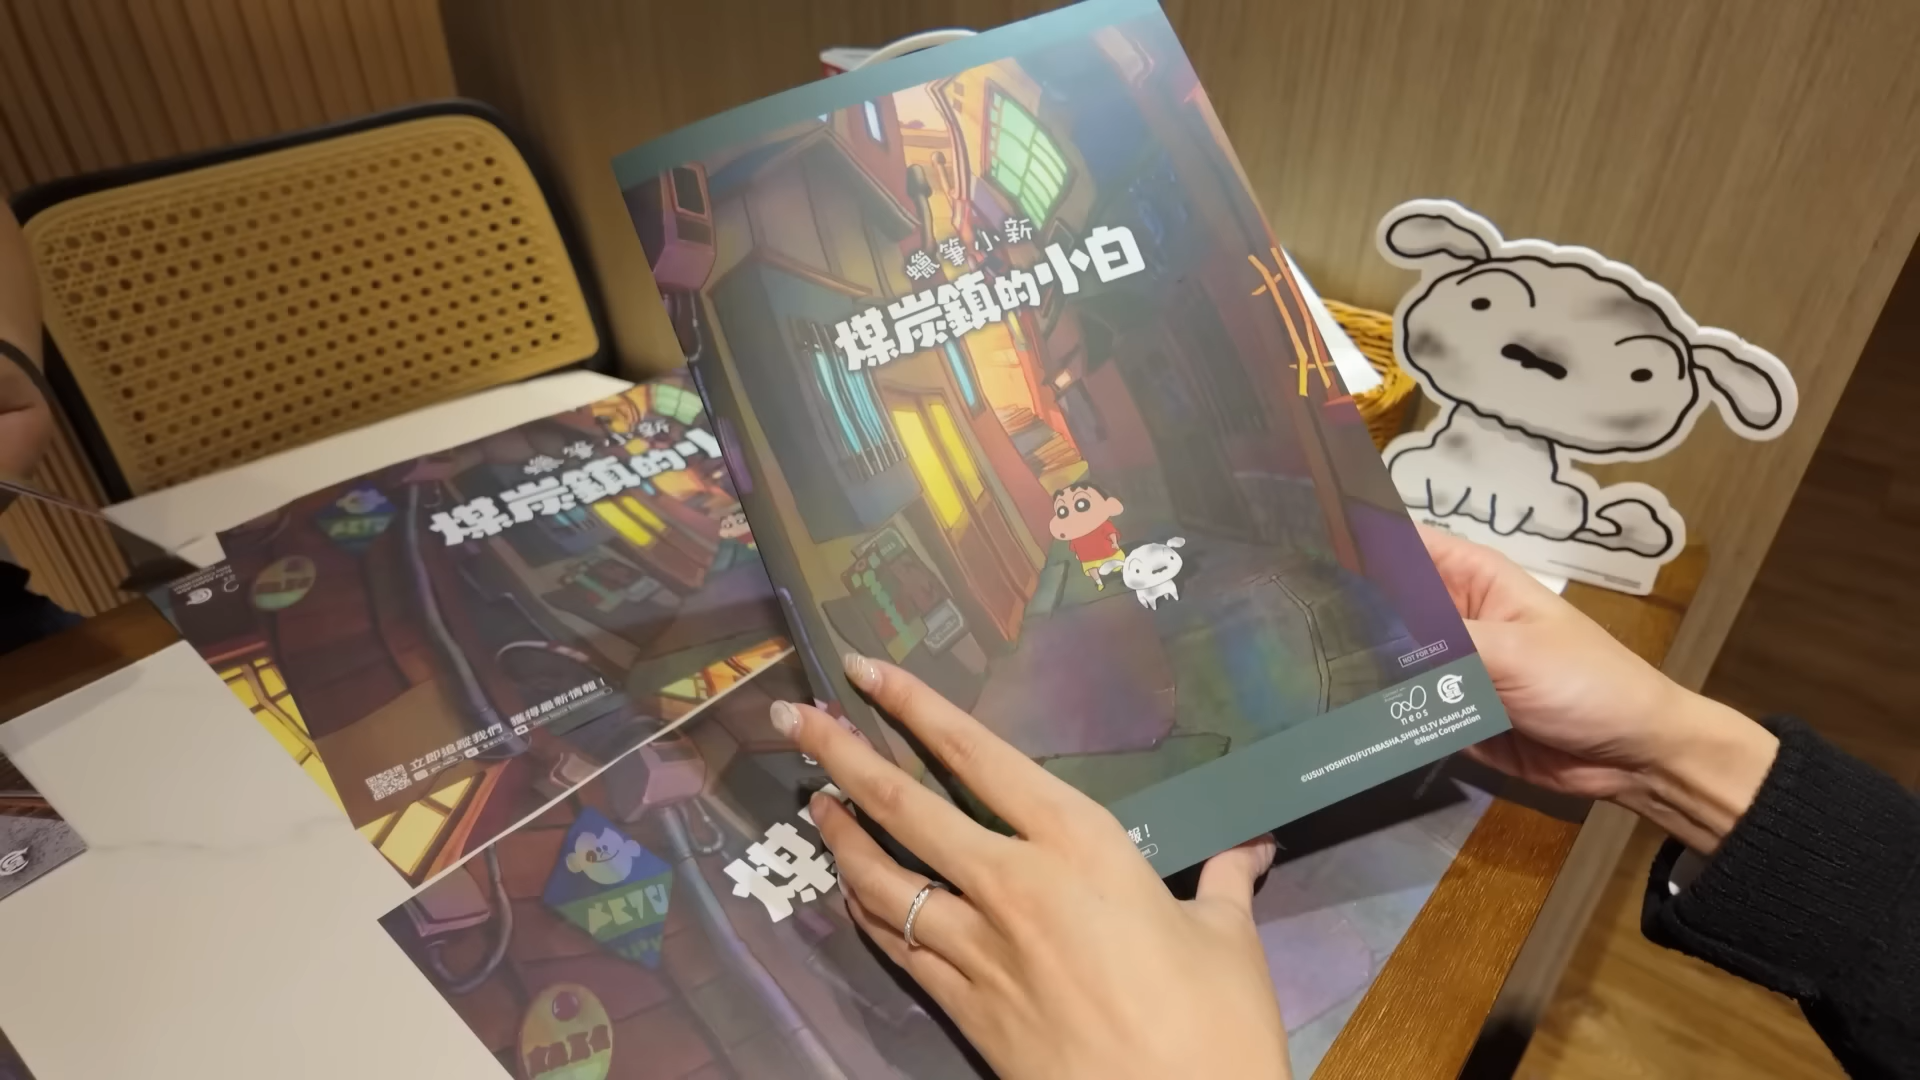 蠟筆小新
煤炭鎮的小白
NOT FOR SALE
neos
©USUI YOSHITO/FUTABASHA,SHIN-EI,TV ASAHI,ADK
©Neos Corporation
報！
蠟筆小新
煤炭鎮的小
立即追蹤我們 獲得最新情報！
煤